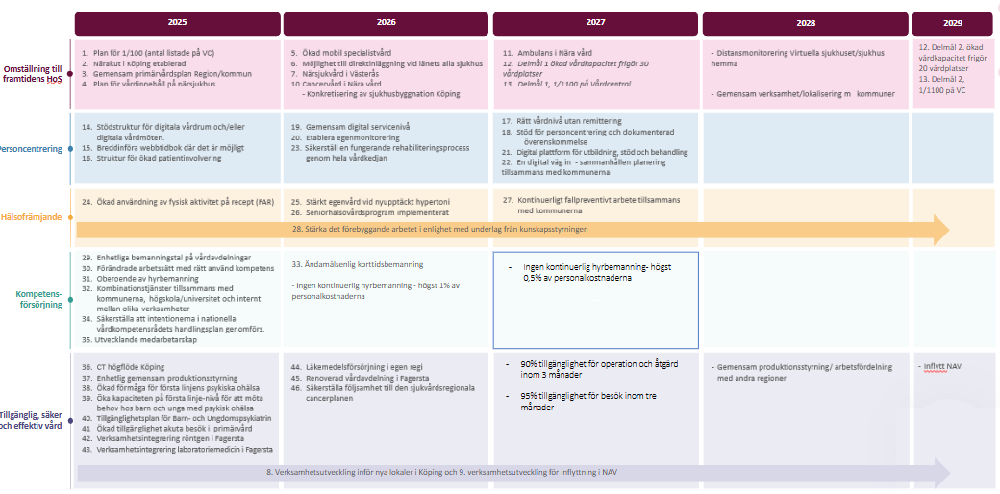 2025
2026
2027
2028
2029
Omställning till
framtidens HoS
1. Plan för 1/100 (antal listade på VC)
2. Närakut i Köping etablerad
3. Gemensam primärvårdsplan Region/kommun
4. Plan för vårdinnehåll på närsjukhus
5. Ökad mobil specialistvård
6. Möjlighet till direktinläggning vid länets alla sjukhus
7. Närsjukvård i Västerås
10.Cancervård i Nära vård
- Konkretisering av sjukhusbyggnation Köping
11. Ambulans i Nära vård
12. Delmål 1 ökad vårdkapacitet frigör 30
vårdplatser
13. Delmål 1, 1/1100 på vårdcentral
- Distansmonitorering Virtuella sjukhuset/sjukhus
hemma
- Gemensam verksamhet/lokalisering m kommuner
12. Delmål 2. ökad
vårdkapacitet frigör
20 vårdplatser
13. Delmål 2,
1/1100 på VC
Personcentrering
14. Stödstruktur för digitala vårdrum och/eller
digitala vårdmöten.
15. Breddinföra webbtidbok där det är möjligt
16. Struktur för ökad patientinvolvering
19. Gemensam digital servicenivå
20. Etablera egenmonitorering
23. Säkerställ en fungerande rehabiliteringsprocess
genom hela vårdkedjan
17. Rätt vårdnivå utan remittering
18. Stöd för personcentrering och dokumenterad
överenskommelse
21. Digital plattform för utbildning, stöd och behandling
22. En digital väg in - sammanhållen planering
tillsammans med kommunerna
Hälsofrämjande
24. Ökad användning av fysisk aktivitet på recept (FAR)
25. Stärkt egenvård vid nyupptäckt hypertoni
26. Seniorhälsovårdsprogram implementerat
27. Kontinuerligt fallpreventivt arbete tillsammans
med kommunerna
28. Stärka det förebyggande arbetet i enlighet med underlag från kunskapsstyrningen
Kompetens-
försörjning
29. Enhetliga bemanningstal på vårdavdelningar
30. Förändrade arbetssätt med rätt använd kompetens
31. Oberoende av hyrbemanning
32. Kombinationstjänster tillsammans med
kommunerna, högskola/universitet och internt
mellan olika verksamheter
34. Säkerställa att intentionerna i nationella
vårdkompetensrådets handlingsplan genomförs.
35. Utvecklande medarbetarskap
33. Ändamålsenlig korttidsbemanning
- Ingen kontinuerlig hyrbemanning - högst 1% av
personalkostnaderna
- Ingen kontinuerlig hyrbemanning- högst
0,5% av personalkostnaderna
Tillgänglig, säker
och effektiv vård
36. CT högflöde Köping
37. Enhetlig gemensam produktionsstyrning
38. Ökad förmåga för första linjens psykiska ohälsa
39. Öka kapaciteten på första linje-nivå för att möta
behov hos barn och unga med psykisk ohälsa
40. Tillgänglighetsplan för Barn- och Ungdomspsykiatrin
41 Ökad tillgänglighet akuta besök i primärvård
42. Verksamhetsintegrering röntgen i Fagersta
43. Verksamhetsintegrering laboratoriemedicin i Fagersta
44. Läkemedelsförsörjning i egen regi
45. Renoverad vårdavdelning i Fagersta
46. Säkerställa följsamhet till den sjukvårdsregionala
cancerplanen
- 90% tillgänglighet för operation och åtgärd
inom 3 månader
- 95% tillgänglighet för besök inom tre
månader
- Gemensam produktionsstyrning/ arbetsfördelning
med andra regioner
- Inflytt NAV
8. Verksamhetsutveckling inför nya lokaler i Köping och 9. verksamhetsutveckling för inflyttning i NAV